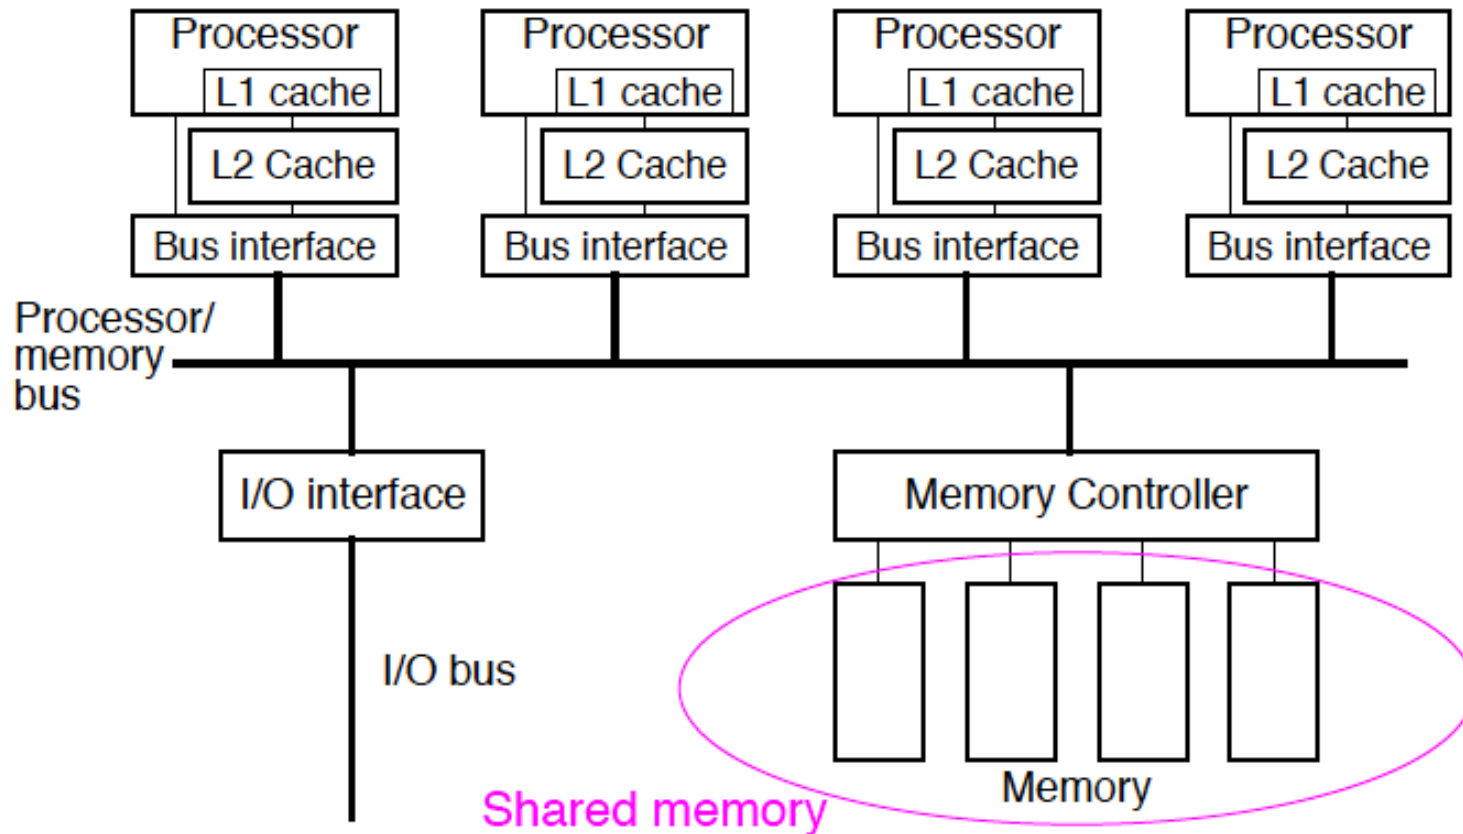 Processor
Processor
Processor
Processor
L1 cache
L1 cache
L1 cache
L1 cache
L2 Cache
L2 Cache
L2 Cache
L2 Cache
Bus interface
Bus interface
Bus interface
Bus interface
Processor/
memory
bus
I/O interface
Memory Controller
I/O bus
Memory
Shared memory